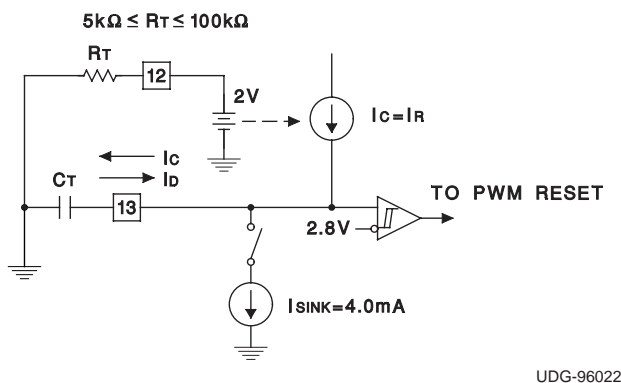 5kΩ ≤ RT ≤ 100kΩ
RT
12
2V
IC=IR
IC
CT
ID
13
TO PWM RESET
2.8V
ISINK=4.0mA
UDG-96022